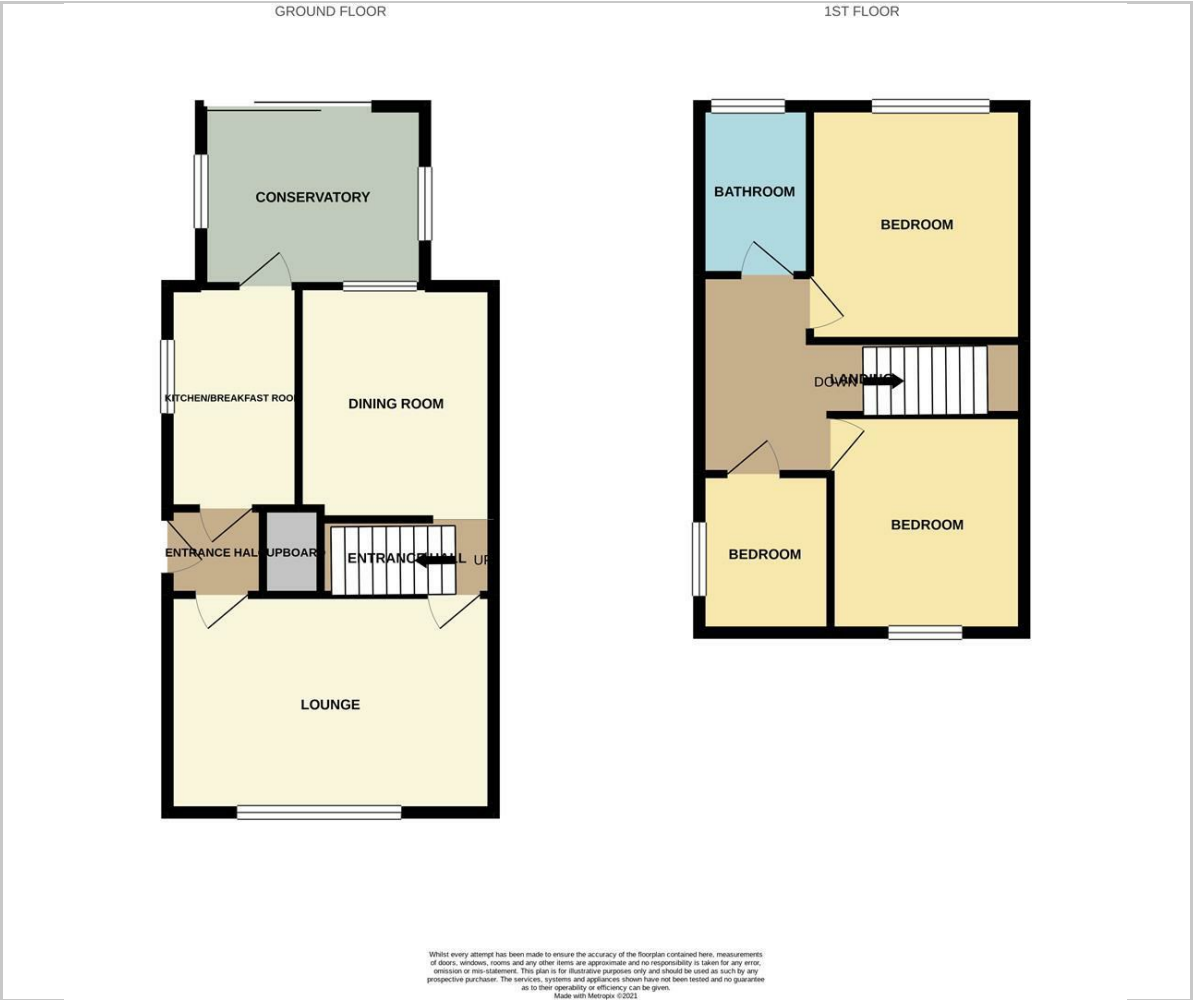 GROUND FLOOR
1ST FLOOR
CONSERVATORY
KITCHEN/BREAKFAST ROO
DINING ROOM
ENTRANCE HAL
CUPBOARD
ENTRANCE HALL
UP
LOUNGE
BATHROOM
BEDROOM
DOWN
LANDING
BEDROOM
BEDROOM
Whilst every attempt has been made to ensure the accuracy of the floorplan contained here, measurements
of doors, windows, rooms and any other items are approximate and no responsibility is taken for any error,
omission or mis-statement. This plan is for illustrative purposes only and should be used as such by any
prospective purchaser. The services, systems and appliances shown have not been tested and no guarantee
as to their operability or efficiency can be given.
Made with Metropix ©2021